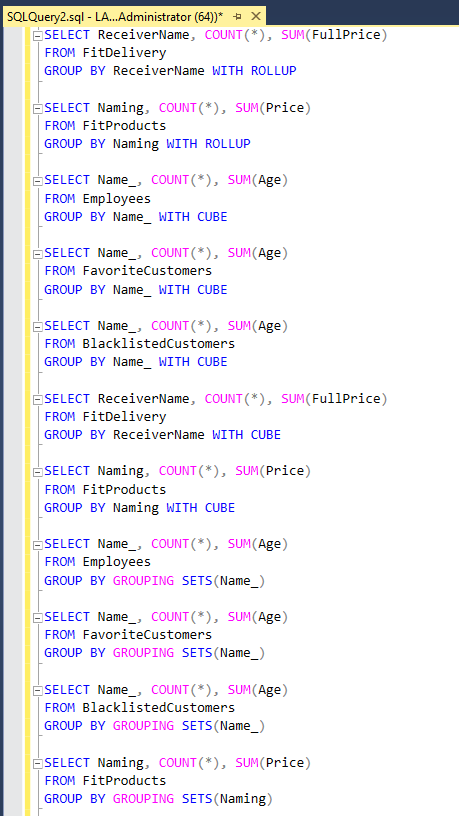 SQLQuery2.sql - LA...Administrator (64))*
SELECT ReceiverName, COUNT(*), SUM(FullPrice)
FROM FitDelivery
GROUP BY ReceiverName WITH ROLLUP
SELECT Naming, COUNT(*), SUM(Price)
FROM FitProducts
GROUP BY Naming WITH ROLLUP
SELECT Name_, COUNT(*), SUM(Age)
FROM Employees
GROUP BY Name_ WITH CUBE
SELECT Name_, COUNT(*), SUM(Age)
FROM FavoriteCustomers
GROUP BY Name_ WITH CUBE
SELECT Name_, COUNT(*), SUM(Age)
FROM BlacklistedCustomers
GROUP BY Name_ WITH CUBE
SELECT ReceiverName, COUNT(*), SUM(FullPrice)
FROM FitDelivery
GROUP BY ReceiverName WITH CUBE
SELECT Naming, COUNT(*), SUM(Price)
FROM FitProducts
GROUP BY Naming WITH CUBE
SELECT Name_, COUNT(*), SUM(Age)
FROM Employees
GROUP BY GROUPING SETS(Name_)
SELECT Name_, COUNT(*), SUM(Age)
FROM FavoriteCustomers
GROUP BY GROUPING SETS(Name_)
SELECT Name_, COUNT(*), SUM(Age)
FROM BlacklistedCustomers
GROUP BY GROUPING SETS(Name_)
SELECT Naming, COUNT(*), SUM(Price)
FROM FitProducts
GROUP BY GROUPING SETS(Naming)